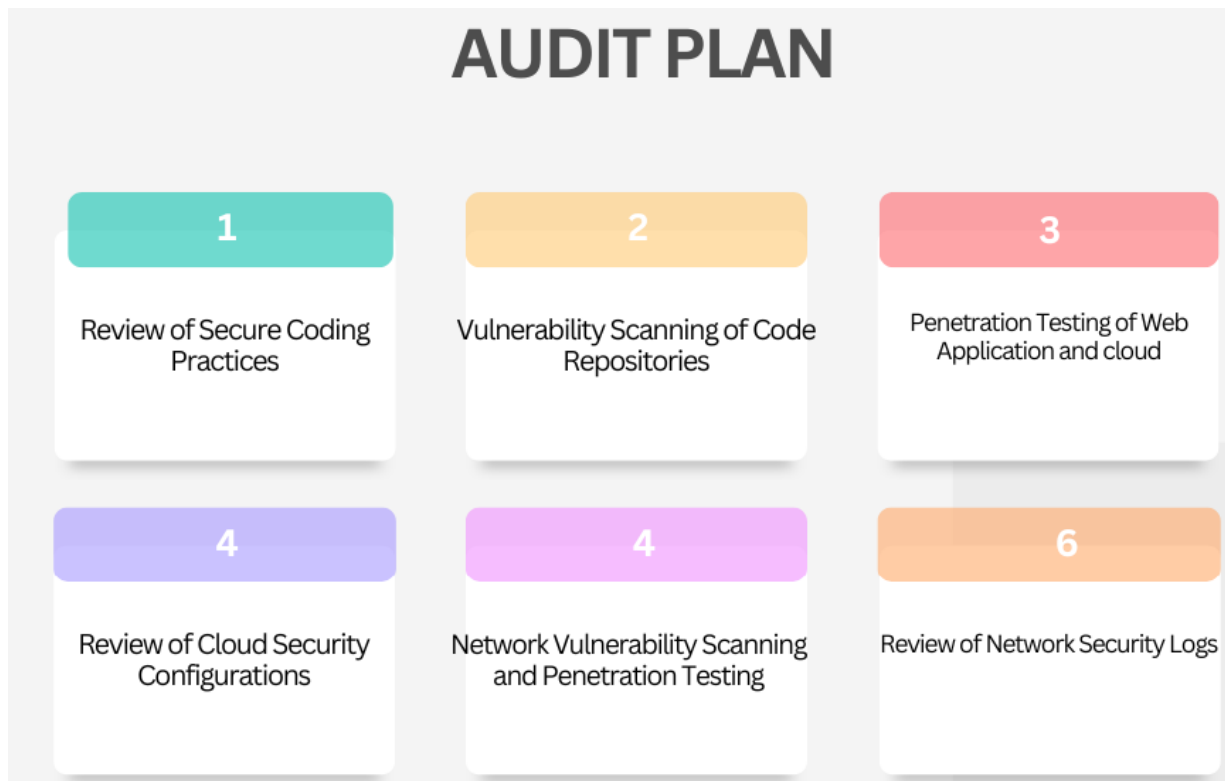 AUDIT PLAN
1
Review of Secure Coding
Practices
2
Vulnerability Scanning of Code
Repositories
3
Penetration Testing of Web
Application and cloud
4
Review of Cloud Security
Configurations
4
Network Vulnerability Scanning
and Penetration Testing
6
Review of Network Security Logs